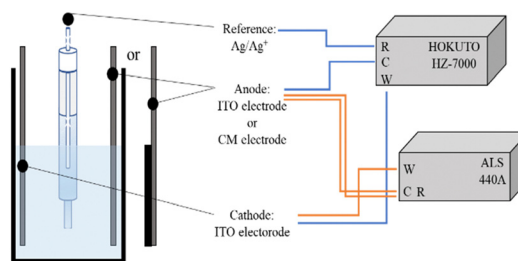 or
Reference:
Ag/Ag⁺
Anode:
ITO electrode
or
CM electrode
Cathode:
ITO electorode
R
C
W
HOKUTO
HZ-7000
W
C R
ALS
440A